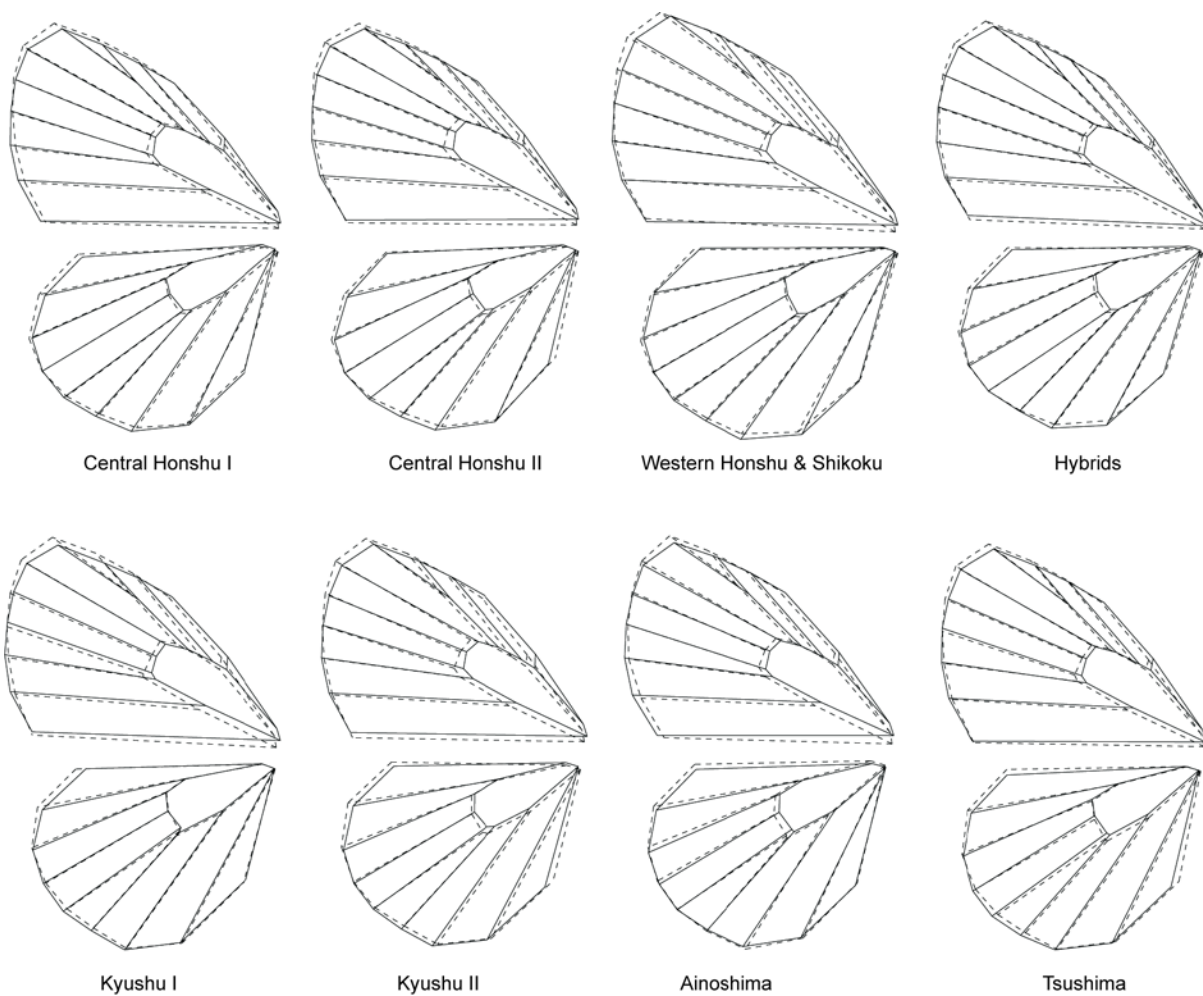 Central Honshu I
Central Honshu II
Western Honshu & Shikoku
Hybrids
Kyushu I
Kyushu II
Ainoshima
Tsushima